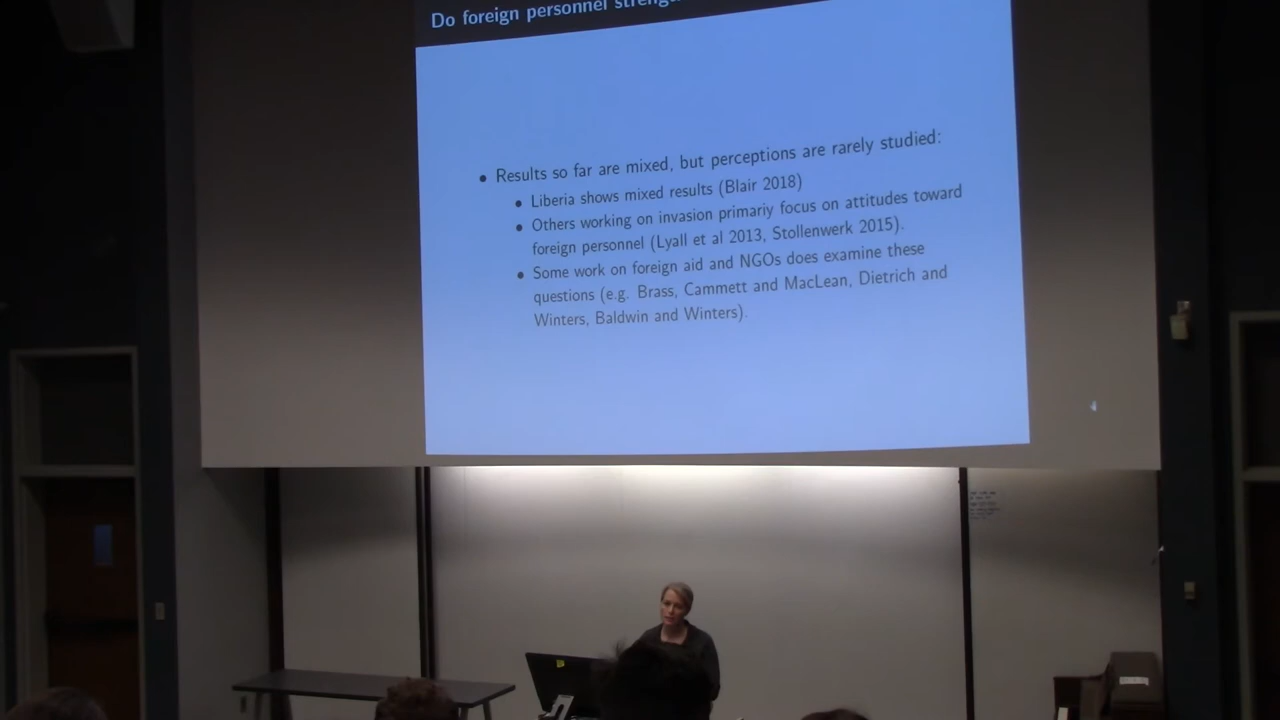 Do foreign personnel
• Results so far are mixed, but perceptions are rarely studied:
• Liberia shows mixed results (Blair 2018)
• Others working on invasion primariy focus on attitudes toward
foreign personnel (Lyall et al 2013, Stollenwerk 2015).
• Some work on foreign aid and NGOs does examine these
questions (e.g. Brass, Cammett and MacLean, Dietrich and
Winters, Baldwin and Winters).